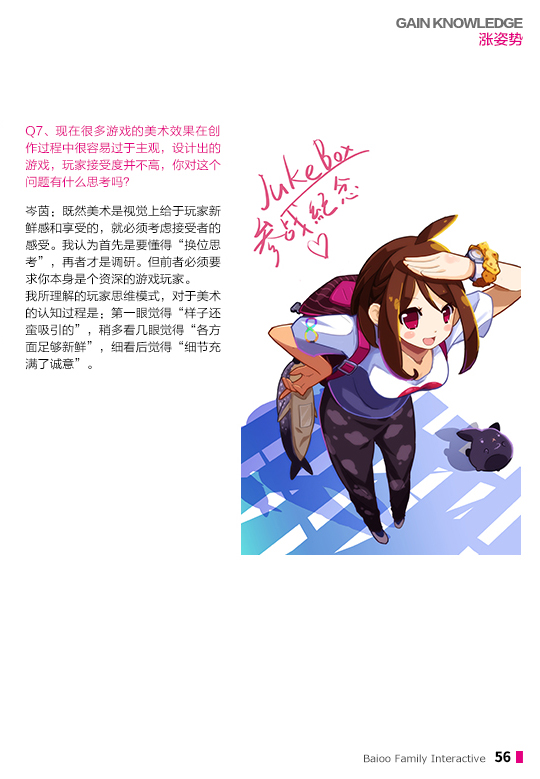 GAIN KNOWLEDGE
涨姿势
Q7、现在很多游戏的美术效果在创
作过程中很容易过于主观，设计出的
游戏，玩家接受度并不高，你对这个
问题有什么思考吗?
岑茵：既然美术是视觉上给于玩家新
鲜感和享受的，就必须考虑接受者的
感受。我认为首先是要懂得“换位思
考”，再者才是调研。但前者必须要
求你本身是个资深的游戏玩家。
我所理解的玩家思维模式，对于美术
的认知过程是：第一眼觉得“样子还
蛮吸引的”，稍多看几眼觉得“各方
面足够新鲜”，细看后觉得“细节充
满了诚意”。
JukeBox
参战紀念
8
Baioo Family Interactive 56